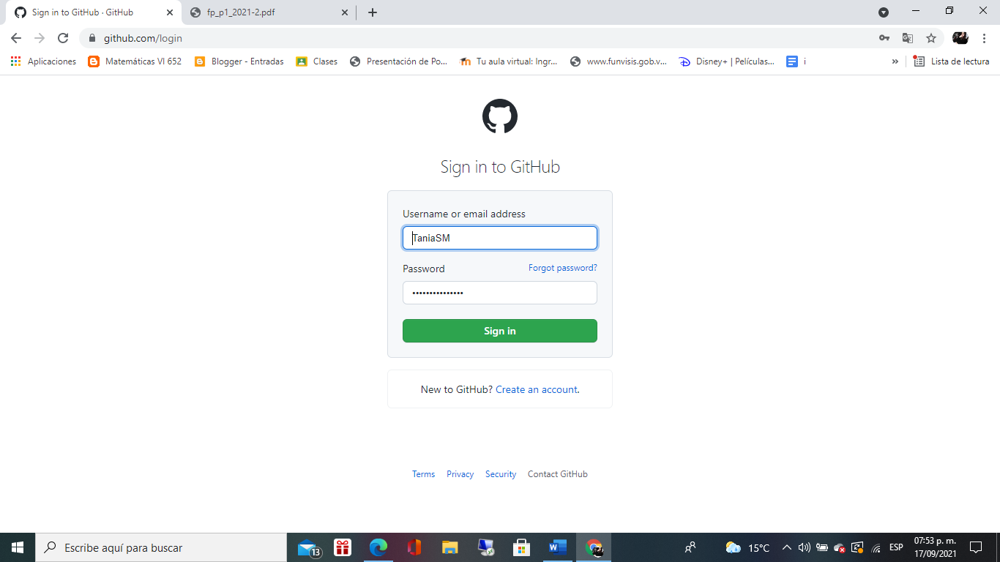 Sign in to GitHub · GitHub
fp_p1_2021-2.pdf
github.com/login
Aplicaciones
Matemáticas VI 652
Blogger - Entradas
Clases
Presentación de Po...
Tu aula virtual: Ingr...
www.funvisis.gob.v...
Disney+ | Películas...
i
»
Lista de lectura
Sign in to GitHub
Username or email address
TaniaSM
Password
Forgot password?
•••••••••••••••
Sign in
New to GitHub? Create an account.
Terms
Privacy
Security
Contact GitHub
Escribe aquí para buscar
13
15°C
ESP
07:53 p. m.
17/09/2021